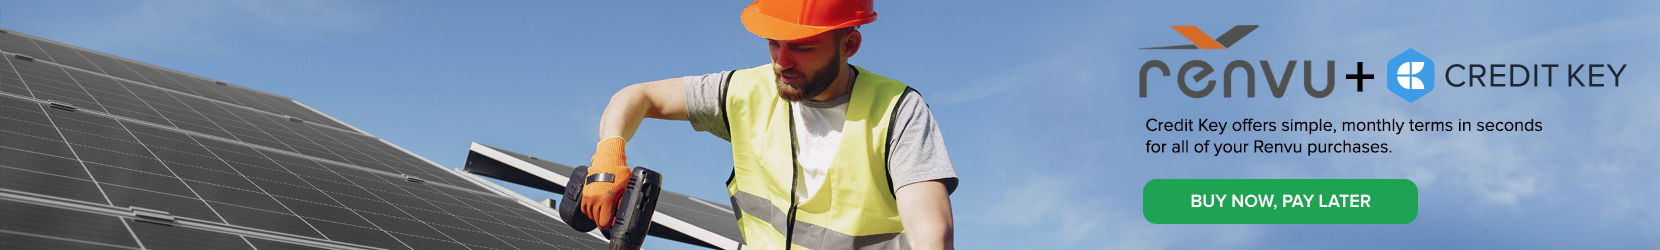 renvu + CREDIT KEY
Credit Key offers simple, monthly terms in seconds
for all of your Renvu purchases.
BUY NOW, PAY LATER